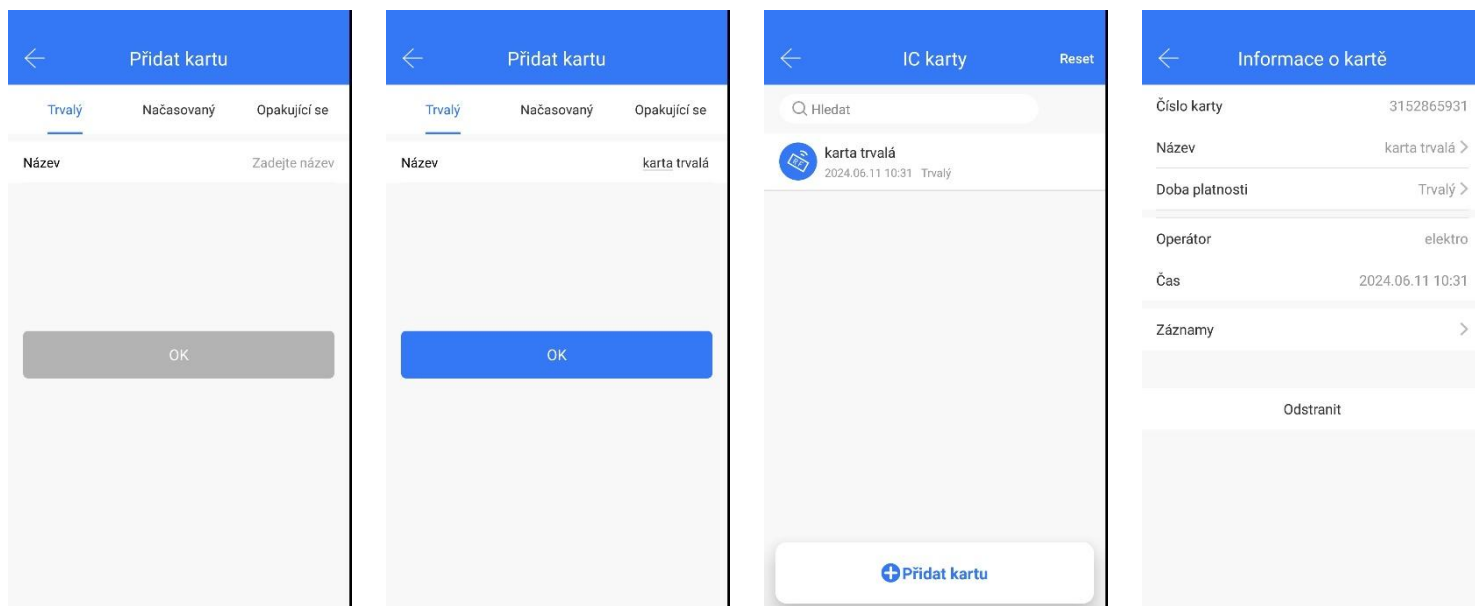 Přidat kartu
Trvalý Načasovaný Opakující se
Název Zadejte název
OK
Přidat kartu
Trvalý Načasovaný Opakující se
Název karta trvalá
OK
IC karty Reset
Hledat
karta trvalá
2024.06.11 10:31 Trvalý
Přidat kartu
Informace o kartě
Číslo karty 3152865931
Název karta trvalá
Doba platnosti Trvalý
Operátor elektro
Čas 2024.06.11 10:31
Záznamy
Odstranit